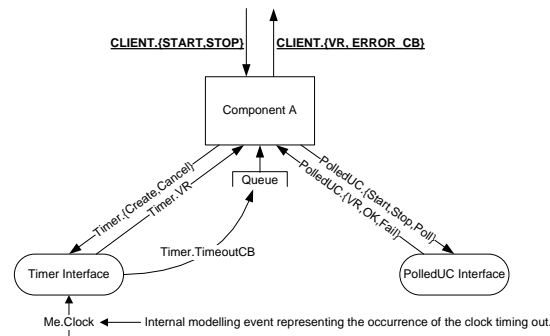 CLIENT.{START,STOP}
CLIENT.{VR, ERROR_CB}
Component A
Timer.{Create,Cancel}
Timer.VR
Queue
PolledUC.{Start,Stop,Poll}
PolledUC.{VR,OK,Fail}
Timer.TimeoutCB
Timer Interface
PolledUC Interface
Me.Clock
Internal modelling event representing the occurrence of the clock timing out.